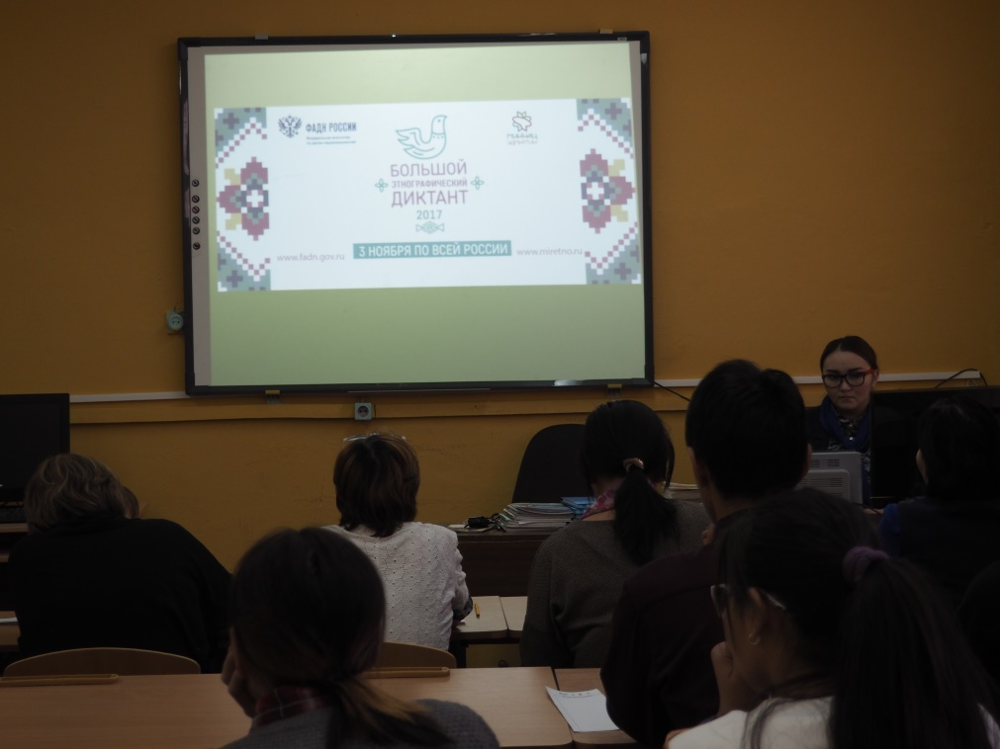 ФАДН РОССИИ
БОЛЬШОЙ
ЭТНОГРАФИЧЕСКИЙ
ДИКТАНТ
2017
3 НОЯБРЯ ПО ВСЕЙ РОССИИ
www.fadn.gov.ru
www.miretno.ru